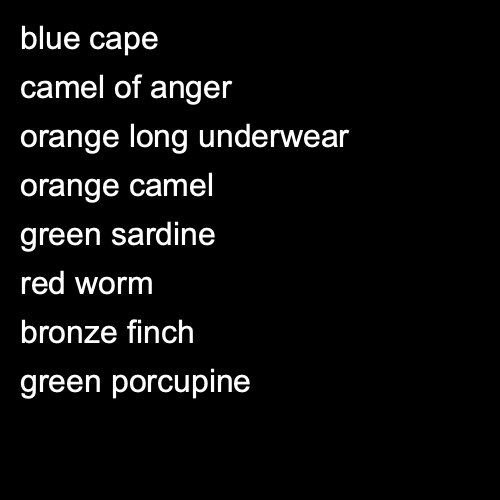 blue cape
camel of anger
orange long underwear
orange camel
green sardine
red worm
bronze finch
green porcupine